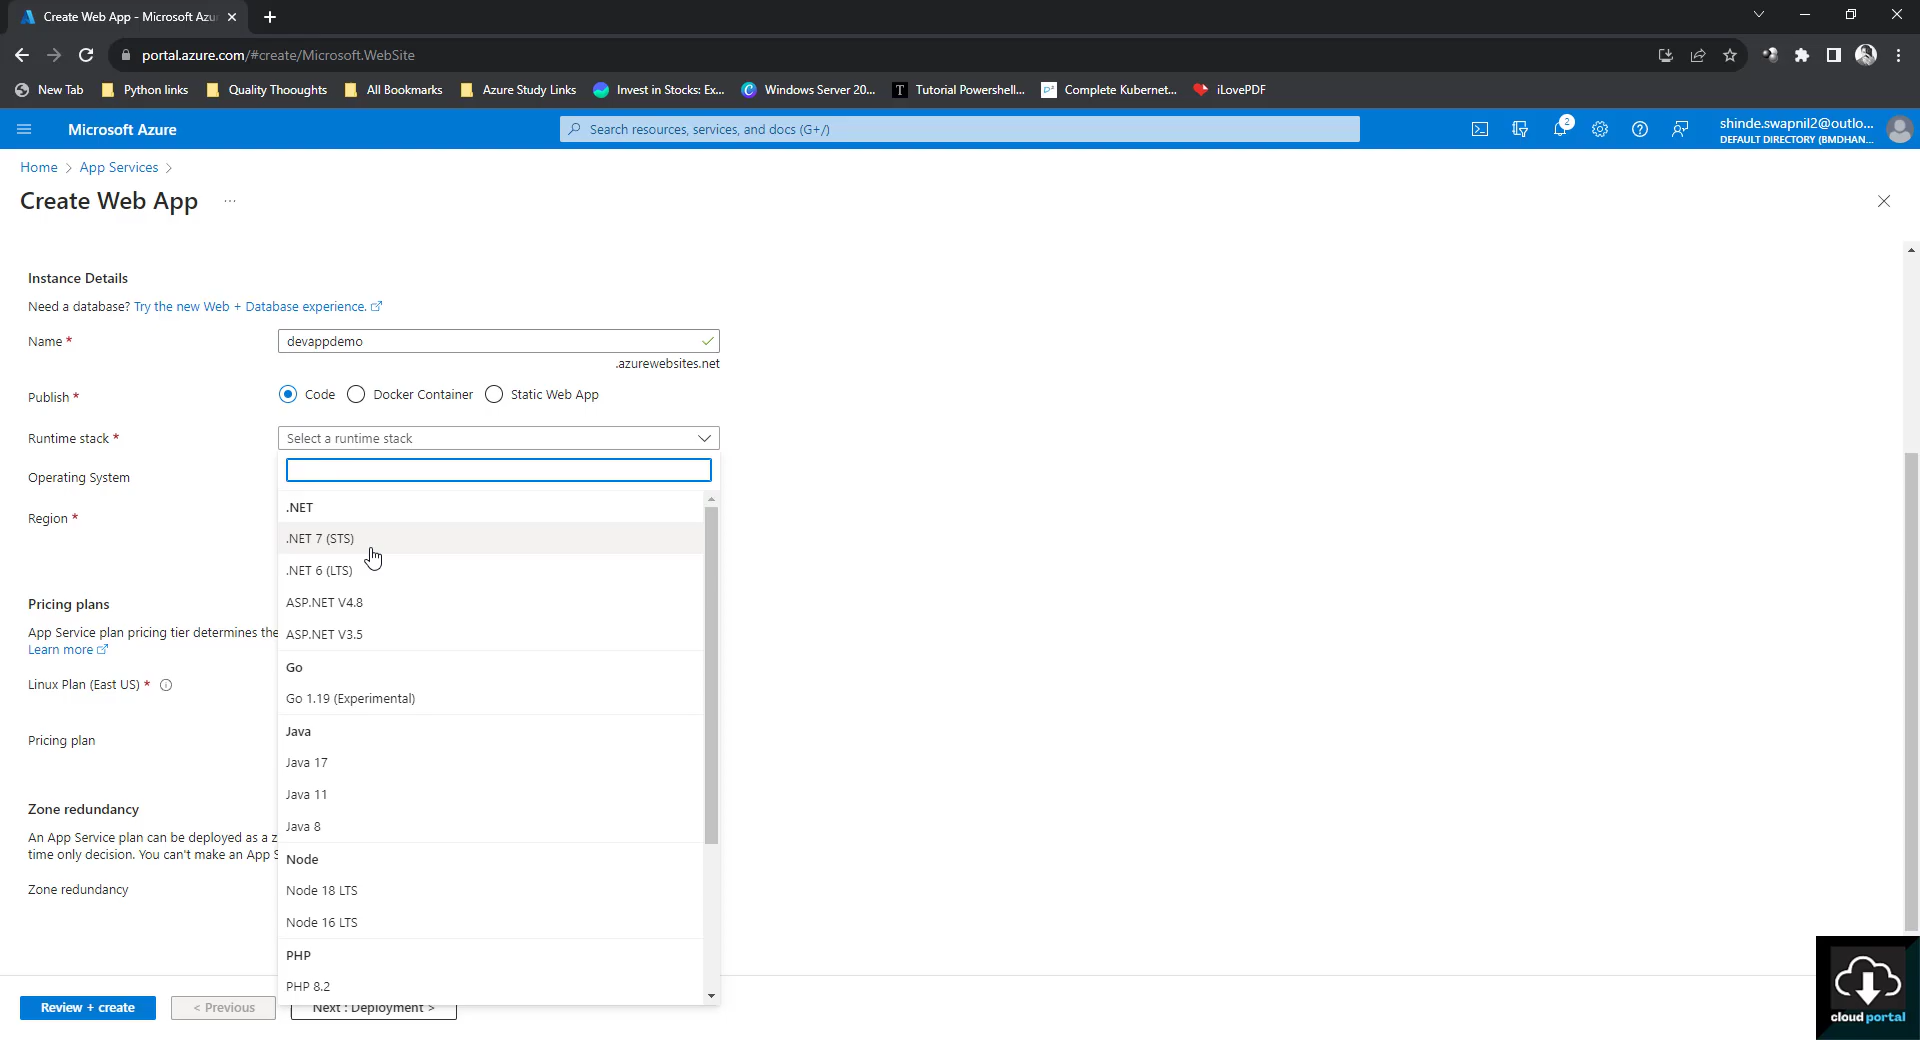 Create Web App - Microsoft Azu
portal.azure.com/#create/Microsoft.WebSite
New Tab
Python links
Quality Thooughts
All Bookmarks
Azure Study Links
Invest in Stocks: Ex...
Windows Server 20...
Tutorial Powershell...
Complete Kubernet...
iLovePDF
Microsoft Azure
Search resources, services, and docs (G+/)
2
shinde.swapnil2@outlo...
DEFAULT DIRECTORY (BMDHAN...
Home > App Services >
Create Web App ...
Instance Details
Need a database? Try the new Web + Database experience.
Name *
devappdemo
.azurewebsites.net
Publish *
Code
Docker Container
Static Web App
Runtime stack *
Select a runtime stack
Operating System
Region *
.NET
.NET 7 (STS)
.NET 6 (LTS)
ASP.NET V4.8
ASP.NET V3.5
Go
Go 1.19 (Experimental)
Java
Java 17
Java 11
Java 8
Node
Node 18 LTS
Node 16 LTS
PHP
PHP 8.2
Pricing plans
App Service plan pricing tier determines the
Learn more
Linux Plan (East US) *
Pricing plan
Zone redundancy
An App Service plan can be deployed as a z
time only decision. You can't make an App S
Zone redundancy
Review + create
< Previous
Next : Deployment >
cloud portal